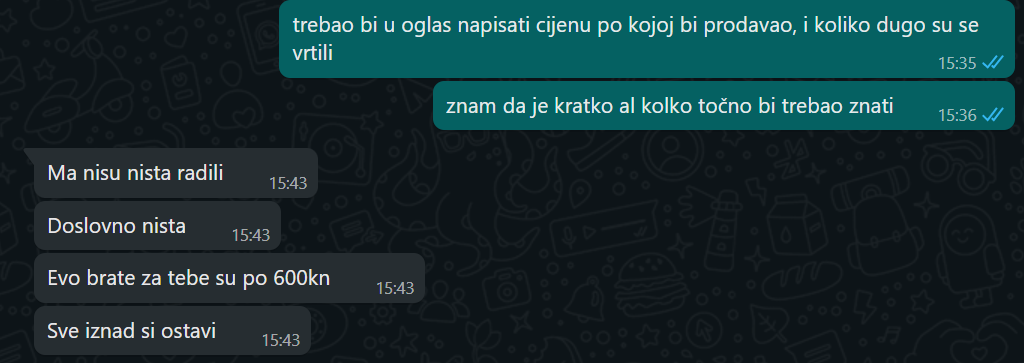 trebao bi u oglas napisati cijenu po kojoj bi prodavao, i koliko dugo su se
vrtili
15:35
znam da je kratko al kolko točno bi trebao znati
15:36
Ma nisu nista radili
15:43
Doslovno nista
15:43
Evo brate za tebe su po 600kn
15:43
Sve iznad si ostavi
15:43